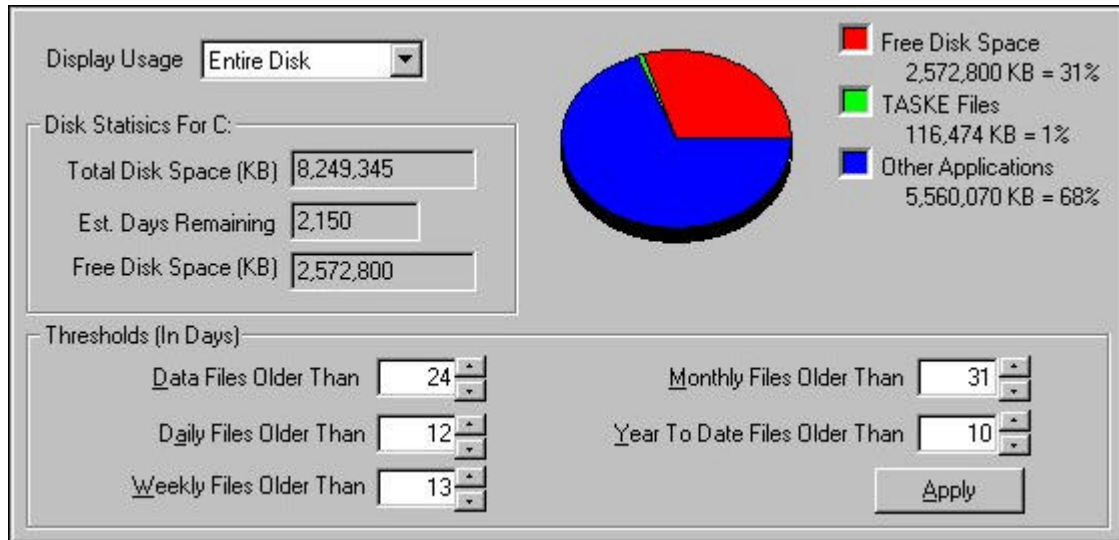 Display Usage Entire Disk
Free Disk Space
2,572,800 KB = 31%
TASKE Files
116,474 KB = 1%
Other Applications
5,560,070 KB = 68%
Disk Statisics For C:
Total Disk Space (KB) 8,249,345
Est. Days Remaining 2,150
Free Disk Space (KB) 2,572,800
Thresholds (In Days)
Data Files Older Than 24
Daily Files Older Than 12
Weekly Files Older Than 13
Monthly Files Older Than 31
Year To Date Files Older Than 10
Apply